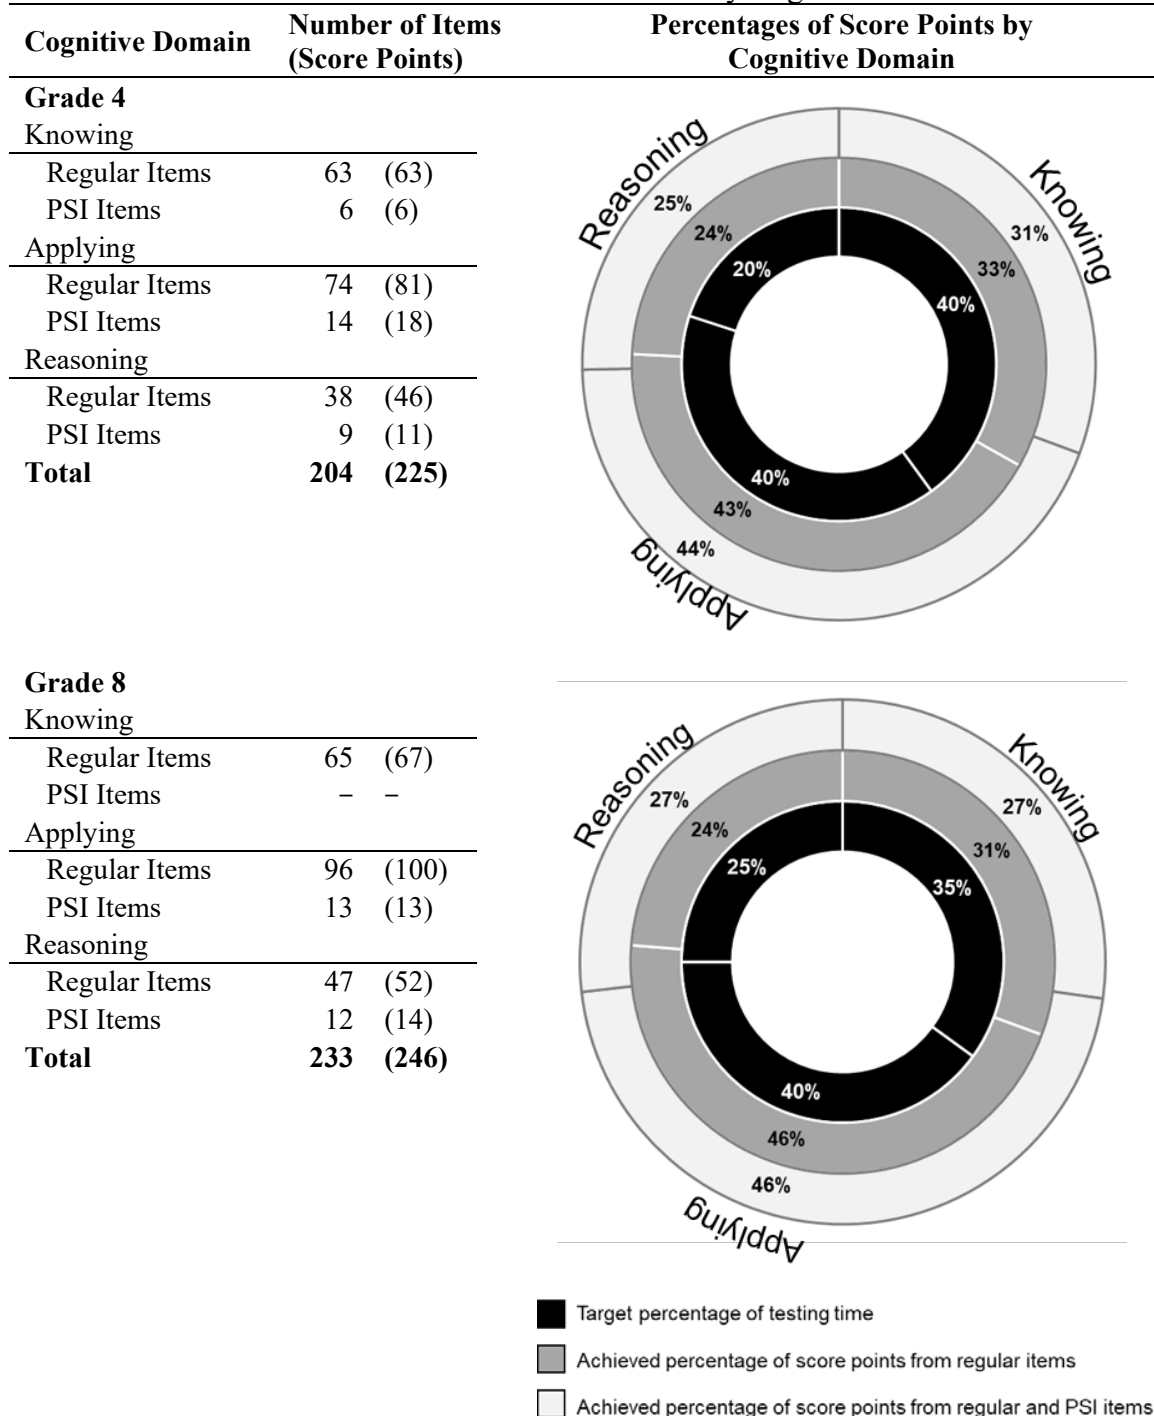 Cognitive Domain
Number of Items
(Score Points)
Percentages of Score Points by
Cognitive Domain
Grade 4
Knowing
Regular Items 63 (63)
PSI Items 6 (6)
Applying
Regular Items 74 (81)
PSI Items 14 (18)
Reasoning
Regular Items 38 (46)
PSI Items 9 (11)
Total 204 (225)
Reasoning
Knowing
Applying
25%
31%
44%
24%
33%
43%
20%
40%
40%
Grade 8
Knowing
Regular Items 65 (67)
PSI Items – –
Applying
Regular Items 96 (100)
PSI Items 13 (13)
Reasoning
Regular Items 47 (52)
PSI Items 12 (14)
Total 233 (246)
Reasoning
Knowing
Applying
27%
27%
46%
24%
31%
46%
25%
35%
40%
Target percentage of testing time
Achieved percentage of score points from regular items
Achieved percentage of score points from regular and PSI items